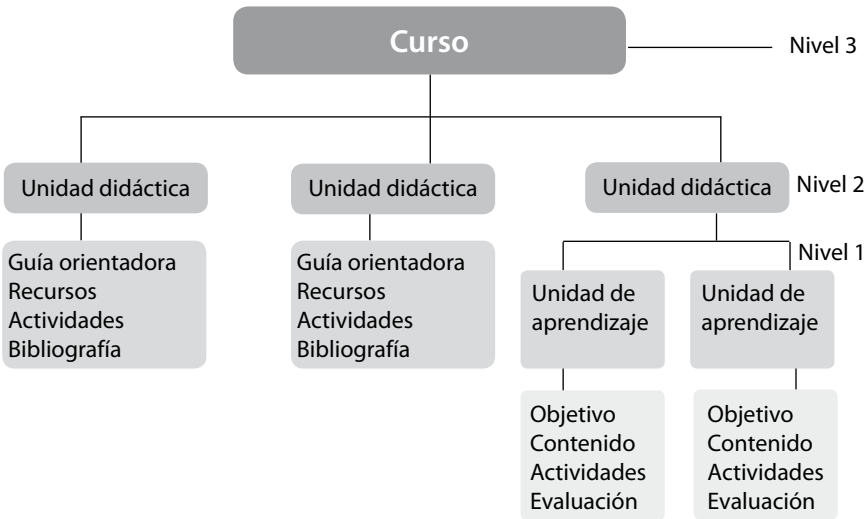 Curso
Nivel 3
Unidad didáctica
Unidad didáctica
Unidad didáctica
Nivel 2
Guía orientadora
Recursos
Actividades
Bibliografía
Guía orientadora
Recursos
Actividades
Bibliografía
Nivel 1
Unidad de
aprendizaje
Unidad de
aprendizaje
Objetivo
Contenido
Actividades
Evaluación
Objetivo
Contenido
Actividades
Evaluación